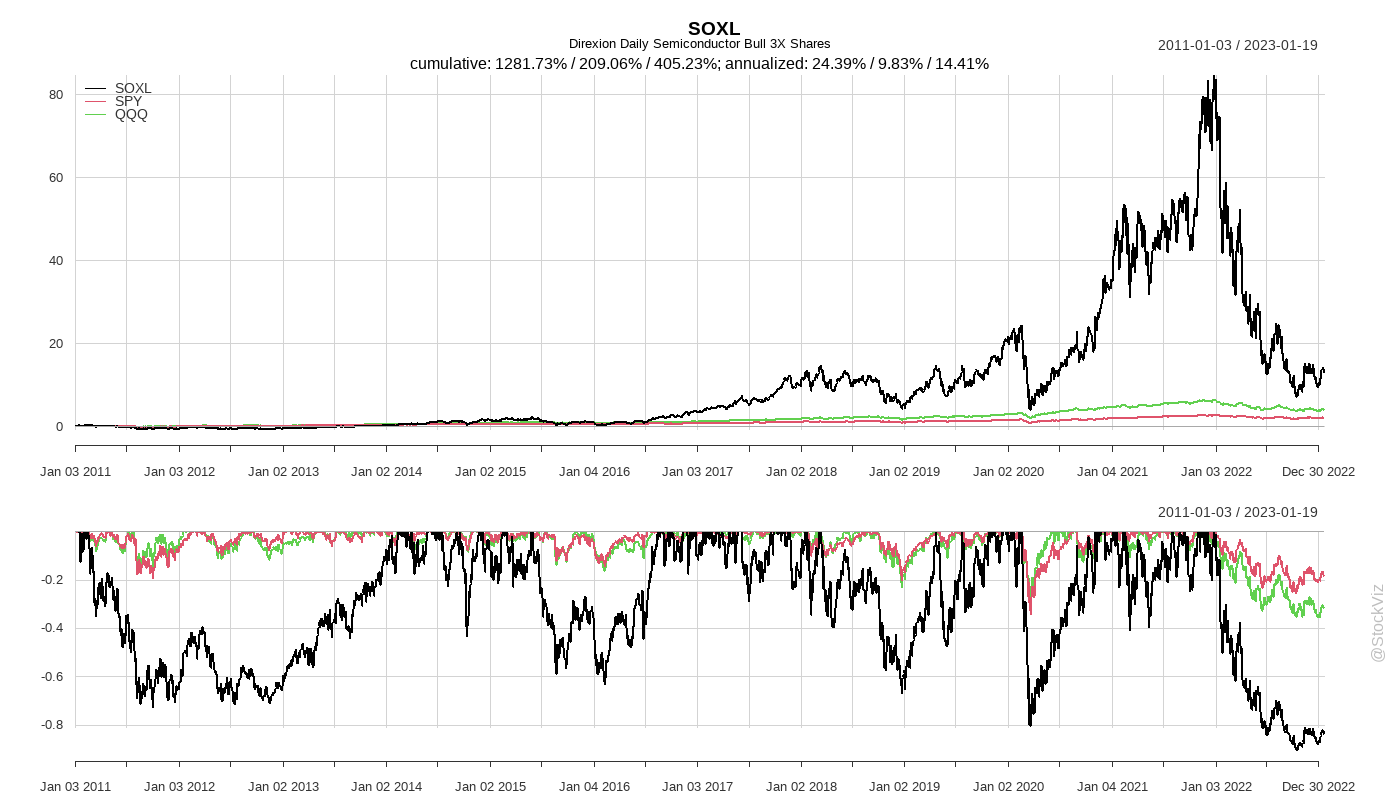 SOXL
Direxion Daily Semiconductor Bull 3X Shares
2011-01-03 / 2023-01-19
cumulative: 1281.73% / 209.06% / 405.23%; annualized: 24.39% / 9.83% / 14.41%
SOXL
SPY
QQQ
80
60
40
20
0
Jan 03 2011 Jan 03 2012 Jan 02 2013 Jan 02 2014 Jan 02 2015 Jan 04 2016 Jan 03 2017 Jan 02 2018 Jan 02 2019 Jan 02 2020 Jan 04 2021 Jan 03 2022 Dec 30 2022
2011-01-03 / 2023-01-19
-0.2
-0.4
-0.6
-0.8
Jan 03 2011 Jan 03 2012 Jan 02 2013 Jan 02 2014 Jan 02 2015 Jan 04 2016 Jan 03 2017 Jan 02 2018 Jan 02 2019 Jan 02 2020 Jan 04 2021 Jan 03 2022 Dec 30 2022
@StockViz